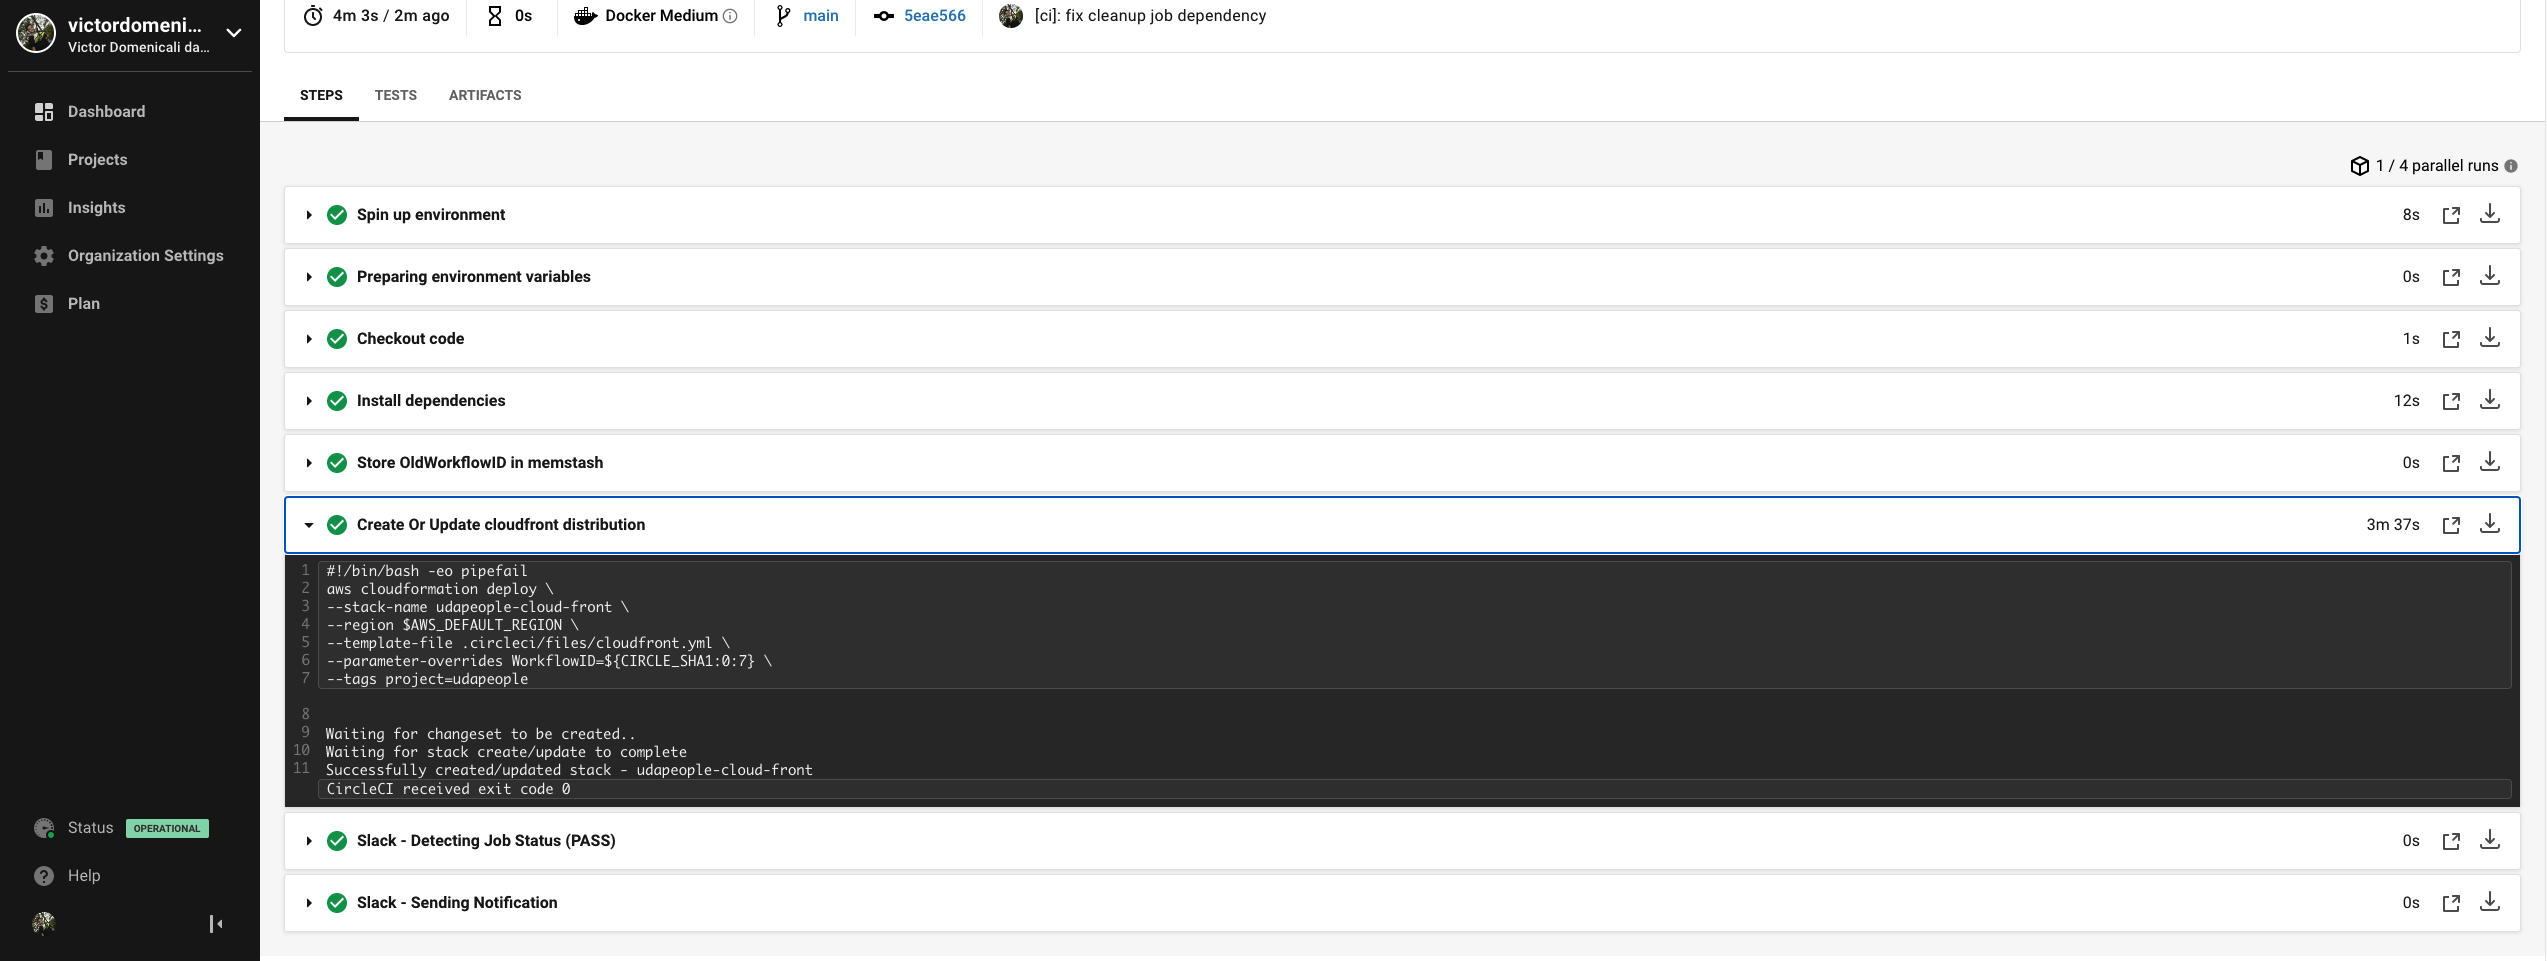 victordomeni...
Victor Domenicali da...
Dashboard
Projects
Insights
Organization Settings
Plan
Status OPERATIONAL
Help
4m 3s / 2m ago 0s Docker Medium main 5eae566 [ci]: fix cleanup job dependency
STEPS TESTS ARTIFACTS
1 / 4 parallel runs
Spin up environment 8s
Preparing environment variables 0s
Checkout code 1s
Install dependencies 12s
Store OldWorkflowID in memstash 0s
Create Or Update cloudfront distribution 3m 37s
1 #!/bin/bash -eo pipefail
2 aws cloudformation deploy \
3 --stack-name udapeople-cloud-front \
4 --region $AWS_DEFAULT_REGION \
5 --template-file .circleci/files/cloudfront.yml \
6 --parameter-overrides WorkflowID=${CIRCLE_SHA1:0:7} \
7 --tags project=udapeople
8
9 Waiting for changeset to be created..
10 Waiting for stack create/update to complete
11 Successfully created/updated stack - udapeople-cloud-front
CircleCI received exit code 0
Slack - Detecting Job Status (PASS) 0s
Slack - Sending Notification 0s